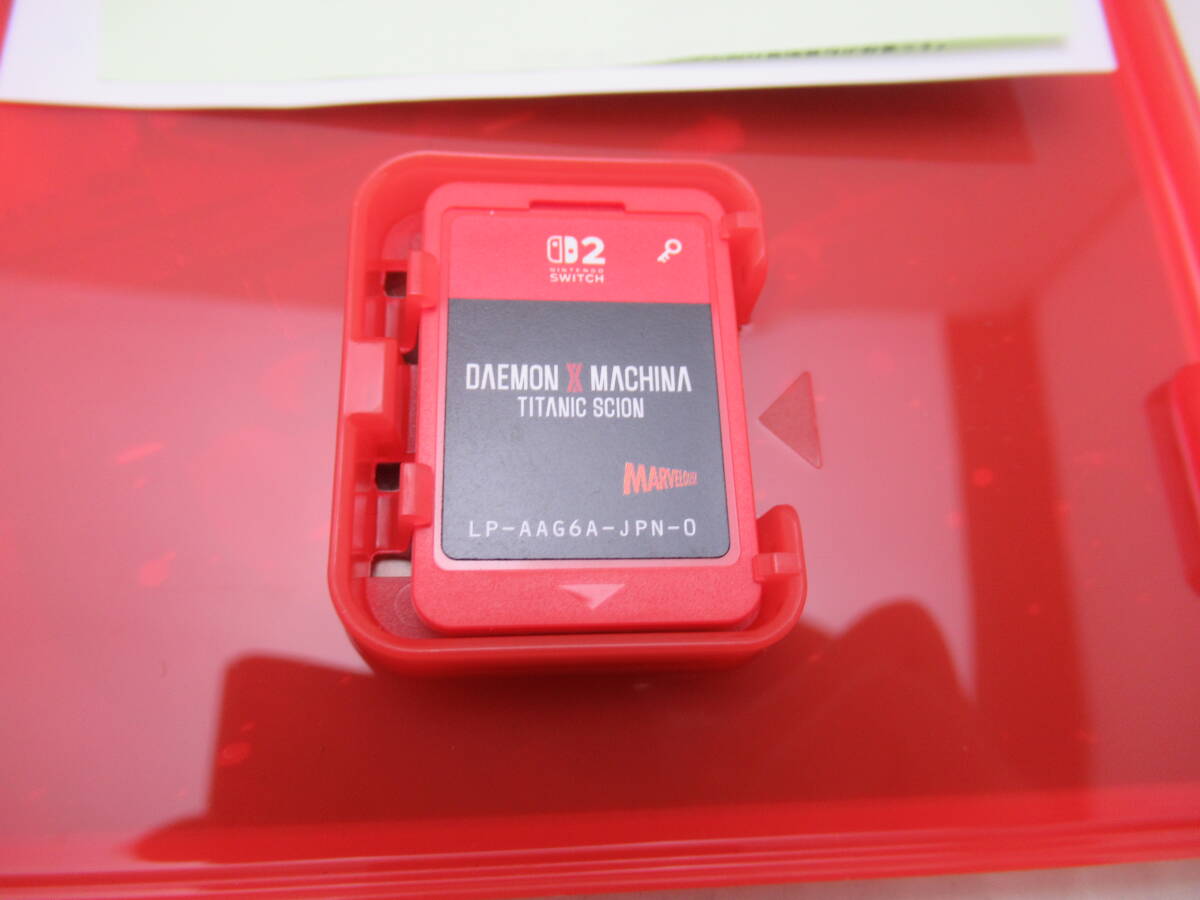 2
NINTENDO
SWITCH
DAEMON X MACHINA
TITANIC SCION
MARVELOUS!
LP-AAG6A-JPN-0